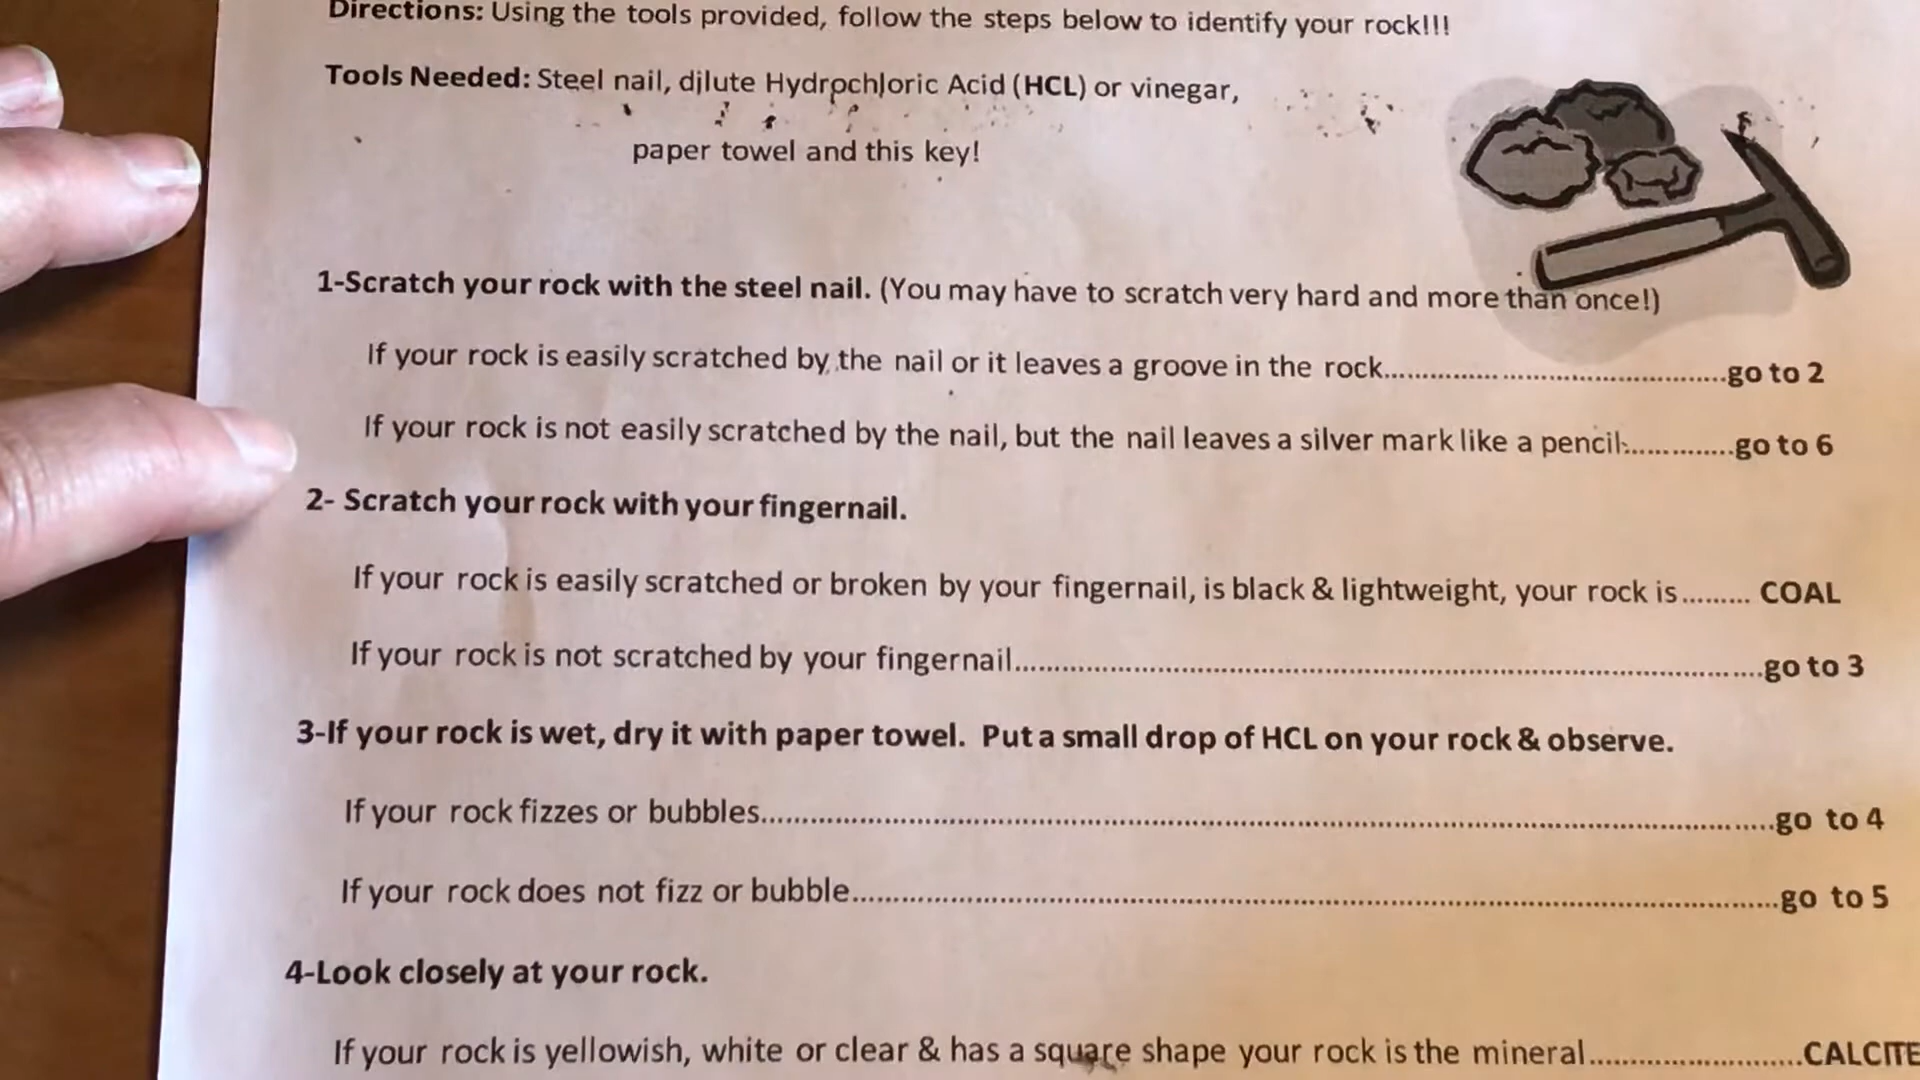 Directions: Using the tools provided, follow the steps below to identify your rock!!!
Tools Needed: Steel nail, dilute Hydrochloric Acid (HCL) or vinegar,
paper towel and this key!
1-Scratch your rock with the steel nail. (You may have to scratch very hard and more than once!)
If your rock is easily scratched by the nail or it leaves a groove in the rock............................................go to 2
If your rock is not easily scratched by the nail, but the nail leaves a silver mark like a pencil..............go to 6
2- Scratch your rock with your fingernail.
If your rock is easily scratched or broken by your fingernail, is black & lightweight, your rock is......... COAL
If your rock is not scratched by your fingernail...............................................................................................go to 3
3-If your rock is wet, dry it with paper towel. Put a small drop of HCL on your rock & observe.
If your rock fizzes or bubbles...............................................................................................................................go to 4
If your rock does not fizz or bubble....................................................................................................................go to 5
4-Look closely at your rock.
If your rock is yellowish, white or clear & has a square shape your rock is the mineral..........................CALCITE